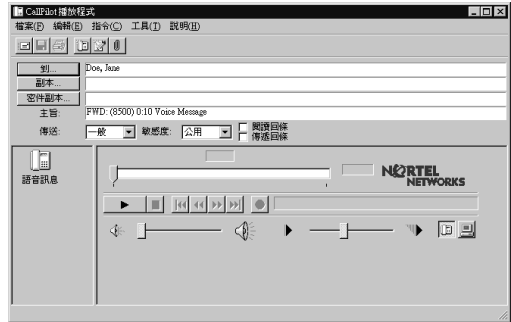 CallPilot 播放程式
檔案(F) 編輯(E) 指令(C) 工具(T) 說明(H)
到... Doe, Jane
副本...
密件副本...
主旨: FWD: (8500) 0:10 Voice Message
傳送: 一般 敏感度: 公用 閱讀回條
傳遞回條
語音訊息
NORTEL
NETWORKS